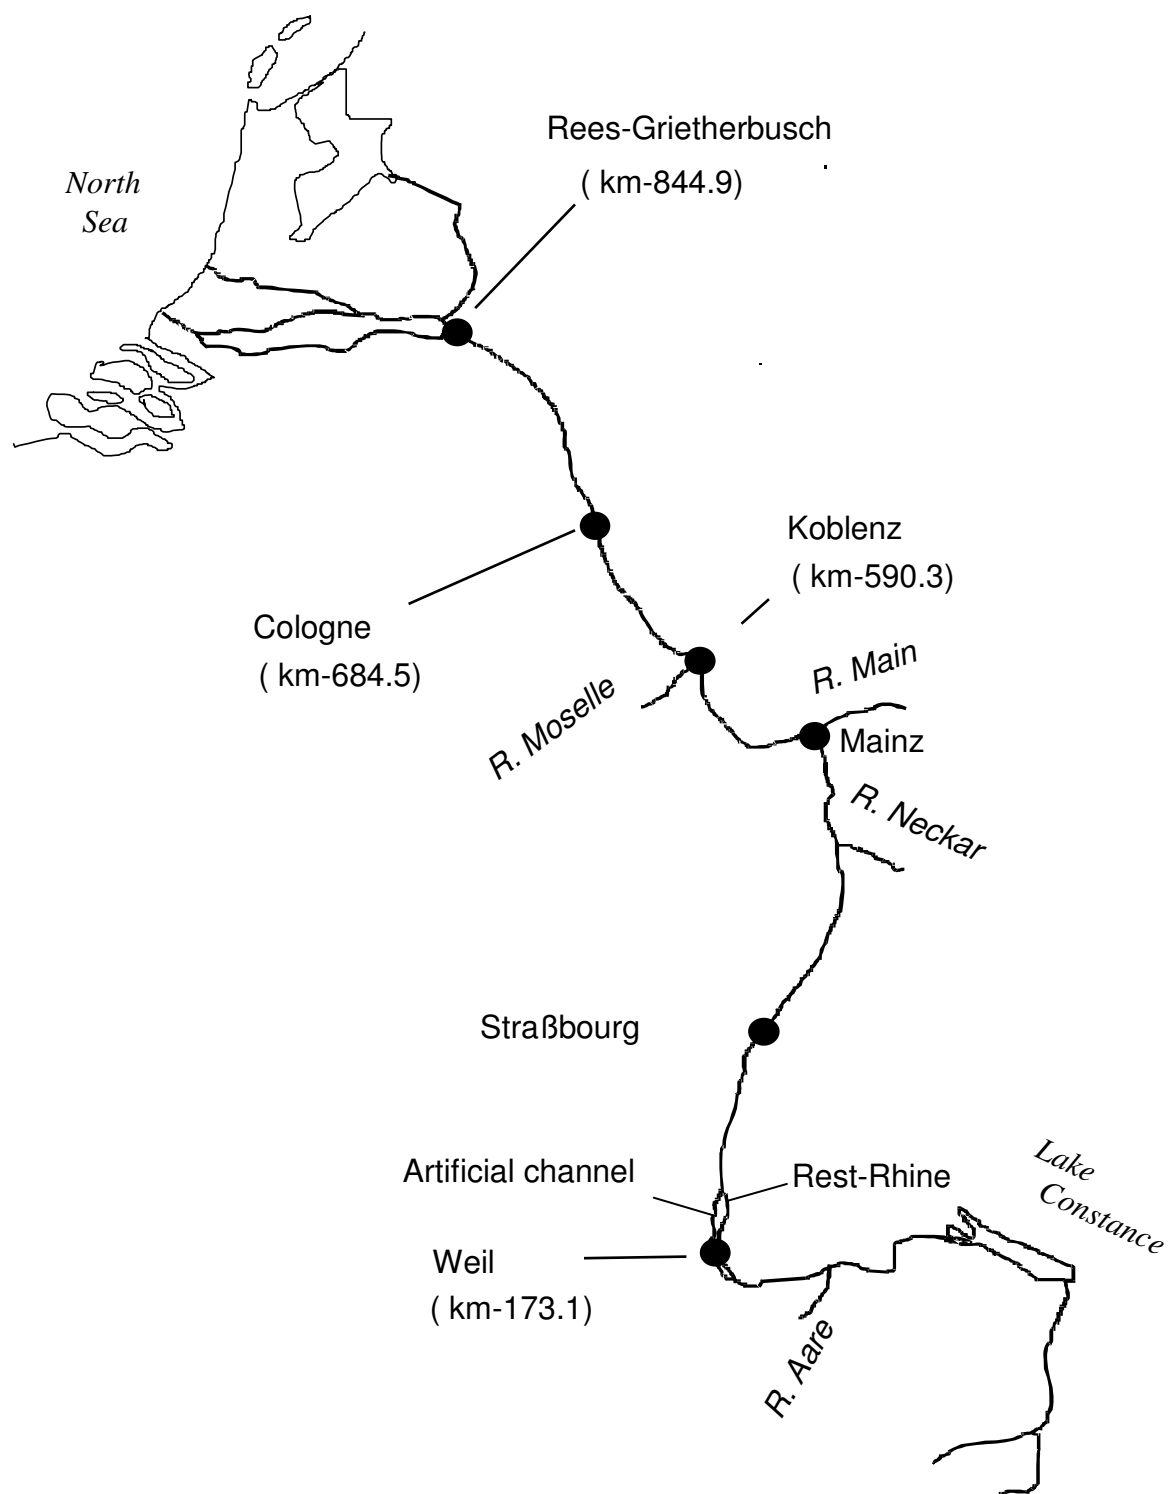 Rees-Grietherbusch
( km-844.9)
North
Sea
Koblenz
( km-590.3)
Cologne
( km-684.5)
R. Main
R. Moselle
Mainz
R. Neckar
Straßbourg
Artificial channel
Rest-Rhine
Lake
Constance
Weil
( km-173.1)
R. Aare